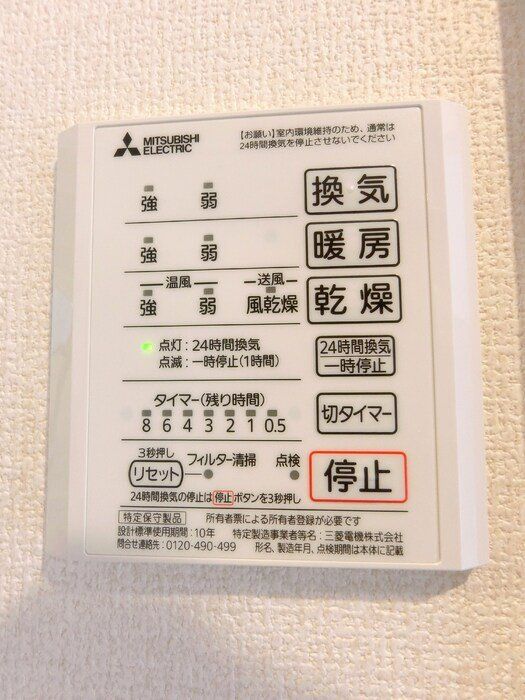 MITSUBISHI
ELECTRIC
【お願い】室内環境維持のため、通常は
24時間換気を停止させないでください
強 弱 換気
強 弱 暖房
温風 送風
強 弱 風乾燥 乾燥
点灯：24時間換気
点滅：一時停止(1時間)
24時間換気
一時停止
タイマー(残り時間)
8 6 4 3 2 1 0.5
切タイマー
3秒押し
リセット フィルター清掃 点検
停止
24時間換気の停止は 停止 ボタンを3秒押し
特定保守製品 所有者票による所有者登録が必要です
設計標準使用期間：10年 特定製造事業者等名：三菱電機株式会社
問合せ連絡先：0120-490-499 形名、製造年月、点検期間は本体に記載